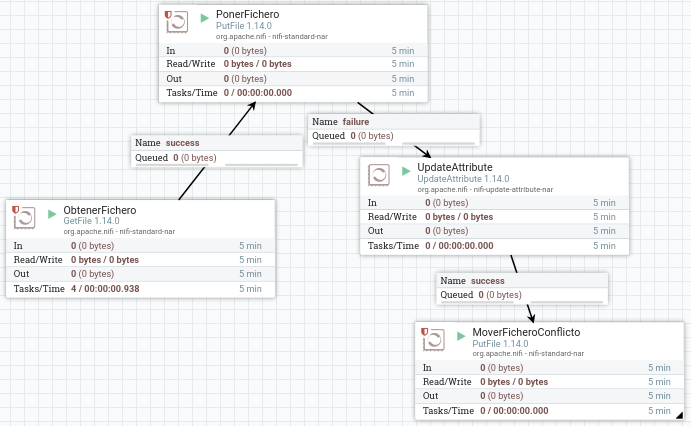 PonerFichero
PutFile 1.14.0
org.apache.nifi - nifi-standard-nar
In 0 (0 bytes) 5 min
Read/Write 0 bytes / 0 bytes 5 min
Out 0 (0 bytes) 5 min
Tasks/Time 0 / 00:00:00.000 5 min
Name failure
Queued 0 (0 bytes)
Name success
Queued 0 (0 bytes)
UpdateAttribute
UpdateAttribute 1.14.0
org.apache.nifi - nifi-update-attribute-nar
In 0 (0 bytes) 5 min
Read/Write 0 bytes / 0 bytes 5 min
Out 0 (0 bytes) 5 min
Tasks/Time 0 / 00:00:00.000 5 min
ObtenerFichero
GetFile 1.14.0
org.apache.nifi - nifi-standard-nar
In 0 (0 bytes) 5 min
Read/Write 0 bytes / 0 bytes 5 min
Out 0 (0 bytes) 5 min
Tasks/Time 4 / 00:00:00.938 5 min
Name success
Queued 0 (0 bytes)
MoverFicheroConflicto
PutFile 1.14.0
org.apache.nifi - nifi-standard-nar
In 0 (0 bytes) 5 min
Read/Write 0 bytes / 0 bytes 5 min
Out 0 (0 bytes) 5 min
Tasks/Time 0 / 00:00:00.000 5 min